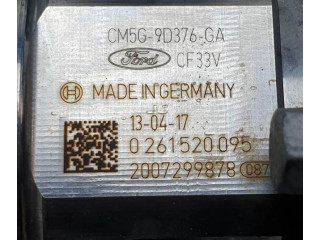 CM5G-9D376-GA
Ford CF33V
MADE IN GERMANY
13-04-17
0 261 520 095
2007299878 087